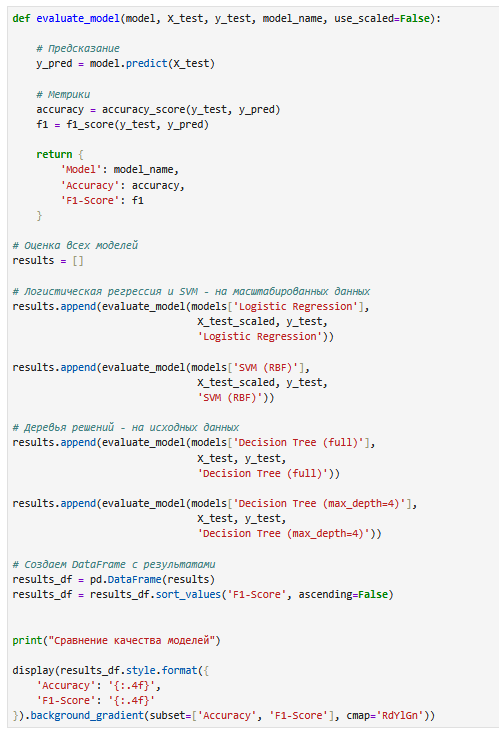 def evaluate_model(model, X_test, y_test, model_name, use_scaled=False):
    # Предсказание
    y_pred = model.predict(X_test)
    # Метрики
    accuracy = accuracy_score(y_test, y_pred)
    f1 = f1_score(y_test, y_pred)
    return {
        'Model': model_name,
        'Accuracy': accuracy,
        'F1-Score': f1
    }
# Оценка всех моделей
results = []
# Логистическая регрессия и SVM - на масштабированных данных
results.append(evaluate_model(models['Logistic Regression'],
                              X_test_scaled, y_test,
                              'Logistic Regression'))
results.append(evaluate_model(models['SVM (RBF)'],
                              X_test_scaled, y_test,
                              'SVM (RBF)'))
# Деревья решений - на исходных данных
results.append(evaluate_model(models['Decision Tree (full)'],
                              X_test, y_test,
                              'Decision Tree (full)'))
results.append(evaluate_model(models['Decision Tree (max_depth=4)'],
                              X_test, y_test,
                              'Decision Tree (max_depth=4)'))
# Создаем DataFrame с результатами
results_df = pd.DataFrame(results)
results_df = results_df.sort_values('F1-Score', ascending=False)
print("Сравнение качества моделей")
display(results_df.style.format({
    'Accuracy': '{:.4f}',
    'F1-Score': '{:.4f}'
}).background_gradient(subset=['Accuracy', 'F1-Score'], cmap='RdYlGn'))